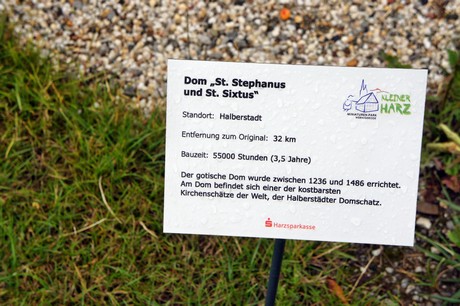 Dom „St. Stephanus
und St. Sixtus“
KLEINER
HARZ
Standort: Halberstadt
Entfernung zum Original: 32 km
Bauzeit: 55000 Stunden (3,5 Jahre)
Der gotische Dom wurde zwischen 1236 und 1486 errichtet.
Am Dom befindet sich einer der kostbarsten
Kirchenschätze der Welt, der Halberstädter Domschatz.
Harzsparkasse